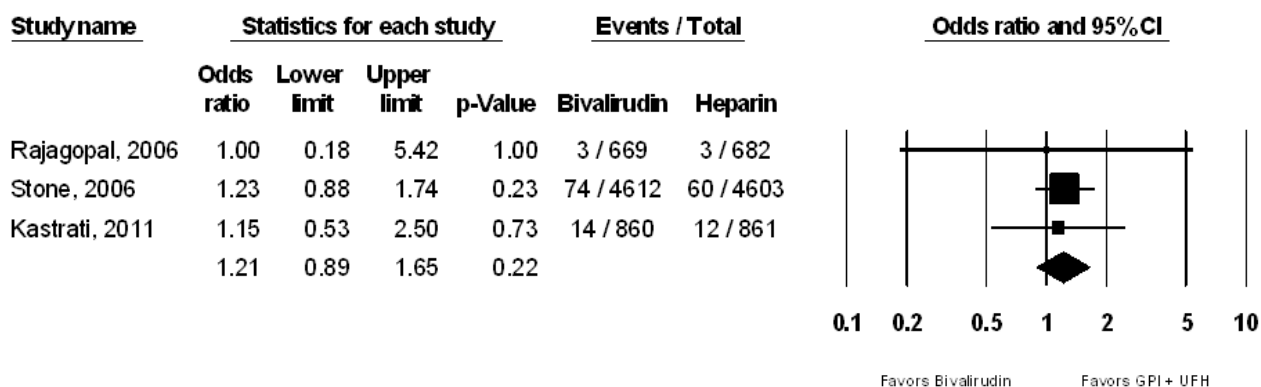 Study name Statistics for each study Events / Total Odds ratio and 95% CI
Odds Lower Upper
ratio limit limit p-Value Bivalirudin Heparin
Rajagopal, 2006 1.00 0.18 5.42 1.00 3 / 669 3 / 682
Stone, 2006 1.23 0.88 1.74 0.23 74 / 4612 60 / 4603
Kastrati, 2011 1.15 0.53 2.50 0.73 14 / 860 12 / 861
1.21 0.89 1.65 0.22
0.1 0.2 0.5 1 2 5 10
Favors Bivalirudin Favors GPI + UFH